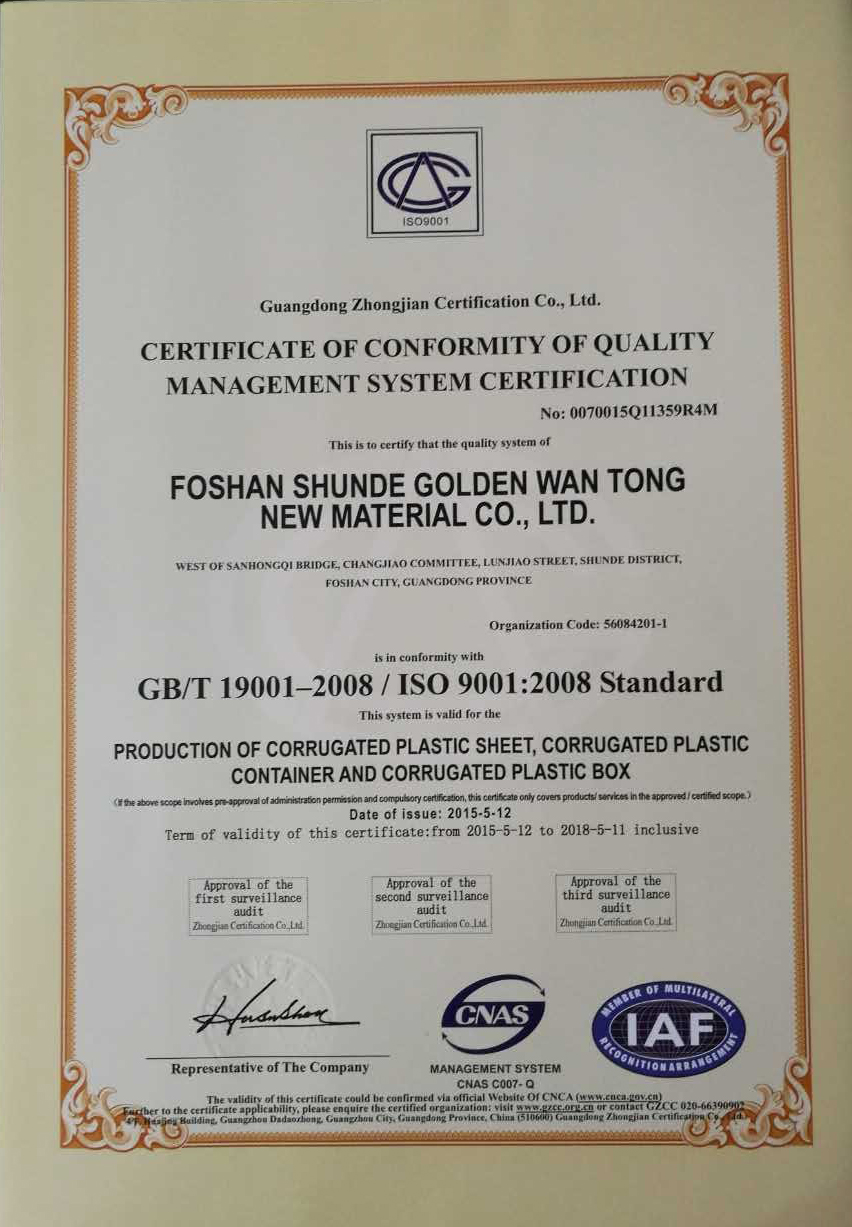 CAG
ISO9001
Guangdong Zhongjian Certification Co., Ltd.
CERTIFICATE OF CONFORMITY OF QUALITY
MANAGEMENT SYSTEM CERTIFICATION
No: 0070015Q11359R4M
This is to certify that the quality system of
FOSHAN SHUNDE GOLDEN WAN TONG
NEW MATERIAL CO., LTD.
WEST OF SANHONGQI BRIDGE, CHANGJIAO COMMITTEE, LUNJIAO STREET, SHUNDE DISTRICT,
FOSHAN CITY, GUANGDONG PROVINCE
Organization Code: 56084201-1
is in conformity with
GB/T 19001–2008 / ISO 9001:2008 Standard
This system is valid for the
PRODUCTION OF CORRUGATED PLASTIC SHEET, CORRUGATED PLASTIC
CONTAINER AND CORRUGATED PLASTIC BOX
(If the above scope involves pre-approval of administration permission and compulsory certification, this certificate only covers products/ services in the approved / certified scope.)
Date of issue: 2015-5-12
Term of validity of this certificate:from 2015-5-12 to 2018-5-11 inclusive
Approval of the
first surveillance
audit
Zhongjian Certification Co.,Ltd.
Approval of the
second surveillance
audit
Zhongjian Certification Co.,Ltd.
Approval of the
third surveillance
audit
Zhongjian Certification Co.,Ltd.
Representative of The Company
CNAS
MANAGEMENT SYSTEM
CNAS C007- Q
MEMBER OF MULTILATERAL
IAF
RECOGNITION ARRANGEMENT
The validity of this certificate could be confirmed via official Website Of CNCA (www.cnca.gov.cn)
Further to the certificate applicability, please enquire the certified organization: visit www.gzcc.org.cn or contact GZCC 020-66390902
4/F, Huajing Building, Guangzhou Dadaozhong, Guangzhou City, Guangdong Province, China (510600) Guangdong Zhongjian Certification Co., Ltd.